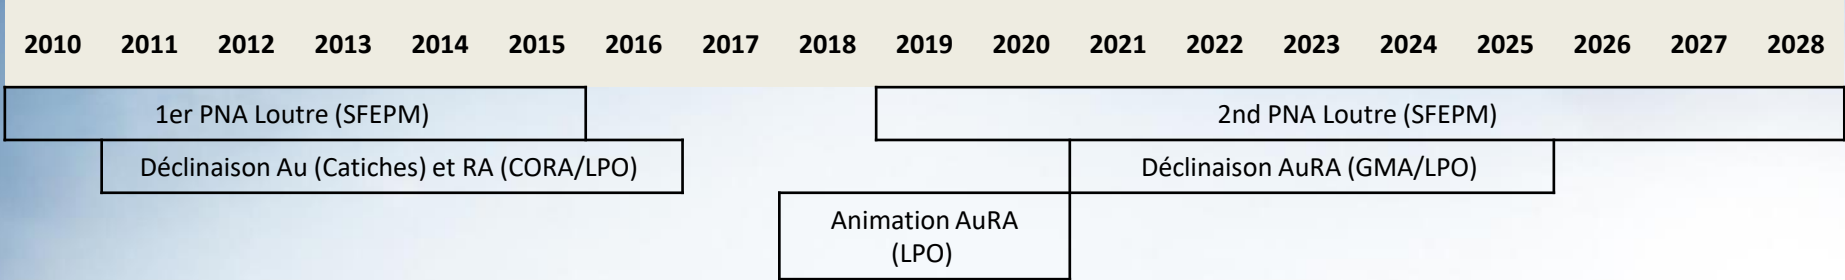 2010 2011 2012 2013 2014 2015 2016 2017 2018 2019 2020 2021 2022 2023 2024 2025 2026 2027 2028
1er PNA Loutre (SFEPM) 2nd PNA Loutre (SFEPM)
Déclinaison Au (Catiches) et RA (CORA/LPO) Déclinaison AuRA (GMA/LPO)
Animation AuRA
(LPO)